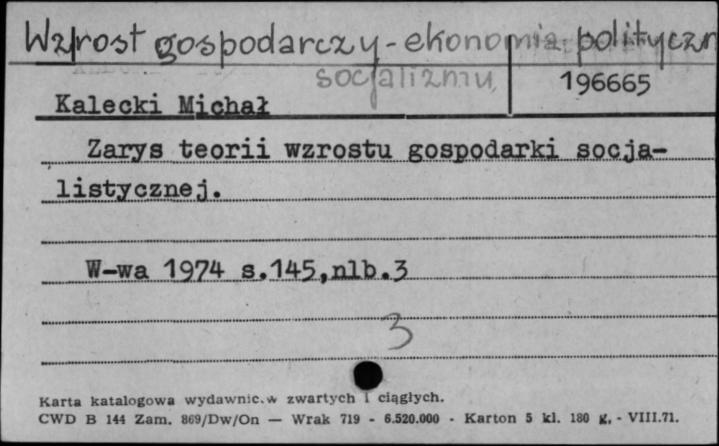 Wzrost gospodarczy - ekonomia polityczn
socjalizmu
196665
Kalecki Michał
Zarys teorii wzrostu gospodarki socja-
listycznej.
W-wa 1974 s.145,nlb.3
3
Karta katalogowa wydawnic. w zwartych i ciągłych.
CWD B 144 Zam. 869/Dw/On — Wrak 719 - 6.520.000 - Karton 5 kl. 180 g. - VIII.71.